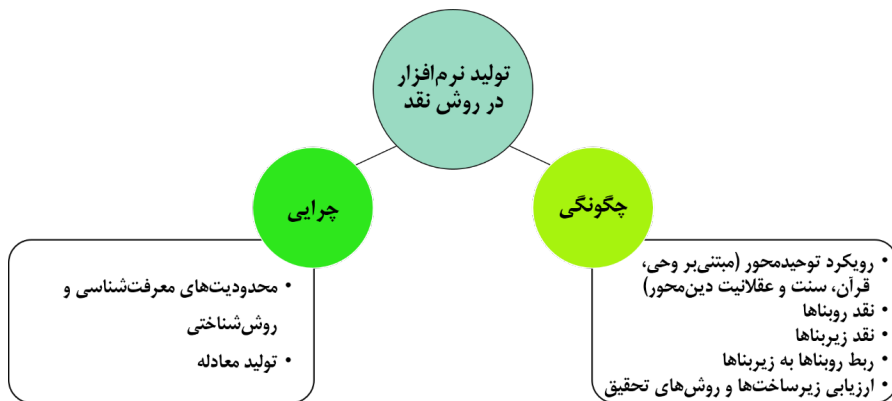 تولید نرم‌افزار
در روش نقد
چگونگی
• رویکرد توحیدمحور (مبتنی‌بر وحی،
قرآن، سنت و عقلانیت دین‌محور)
• نقد روبناها
• نقد زیربناها
• ربط روبناها به زیربناها
• ارزیابی زیرساخت‌ها و روش‌های تحقیق
چرایی
• محدودیت‌های معرفت‌شناسی و
روش‌شناختی
• تولید معادله